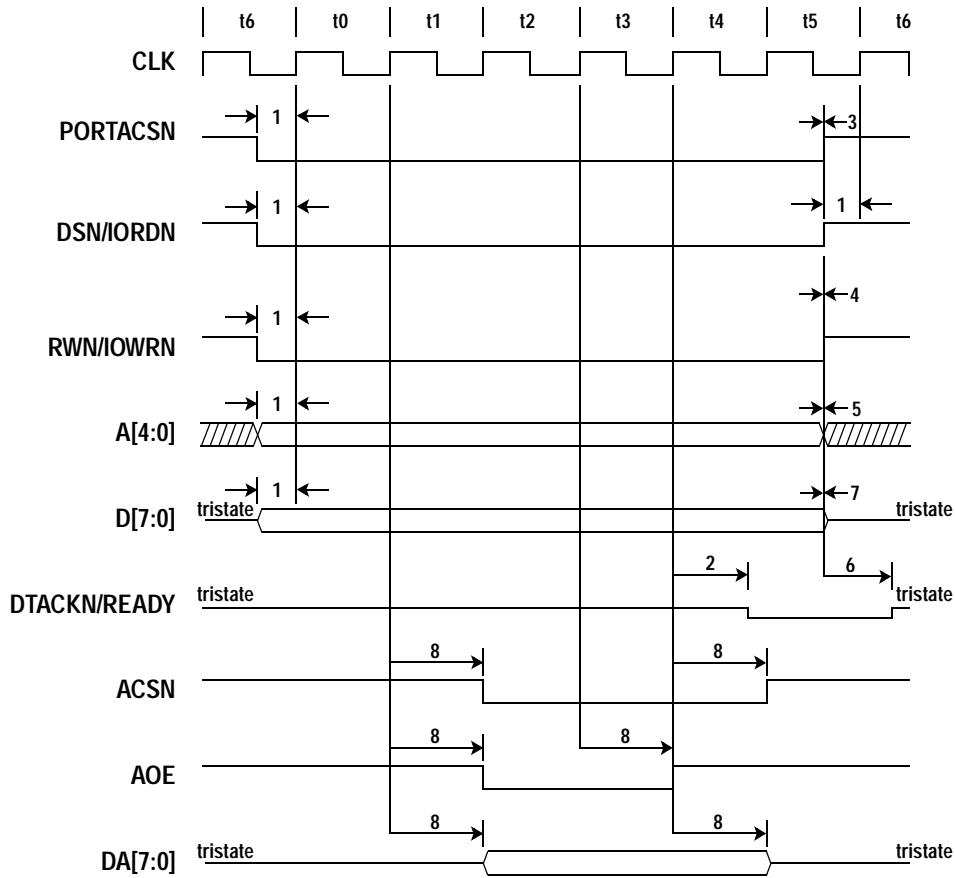 t6 t0 t1 t2 t3 t4 t5 t6
CLK
PORTACSN 1 3
DSN/IORDN 1 1
RWN/IOWRN 1 4
A[4:0] 1 5
D[7:0] tristate 1 7 tristate
DTACKN/READY tristate 2 6 tristate
ACSN 8 8
AOE 8 8
DA[7:0] tristate 8 8 tristate